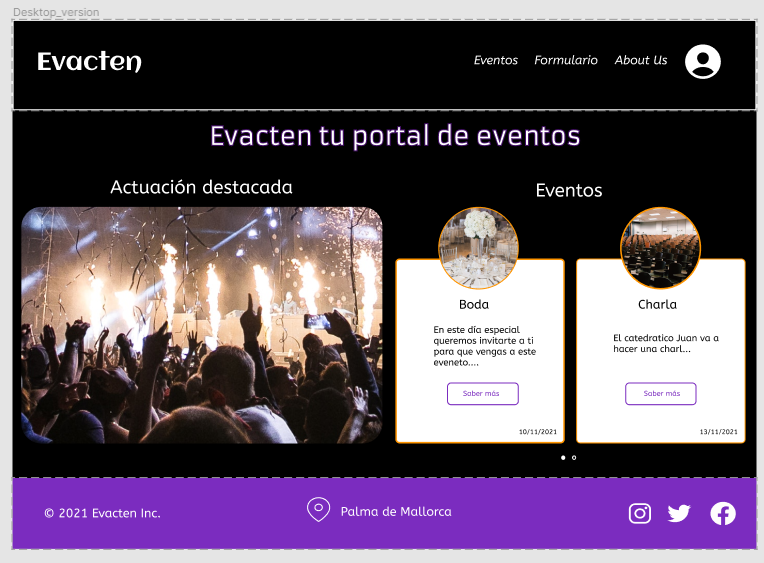 Desktop_version
Evacten
Eventos Formulario About Us
Evacten tu portal de eventos
Actuación destacada
Eventos
Boda
En este día especial
queremos invitarte a ti
para que vengas a este
eveneto....
Saber más
10/11/2021
Charla
El catedratico Juan va a
hacer una charl...
Saber más
13/11/2021
© 2021 Evacten Inc.
Palma de Mallorca